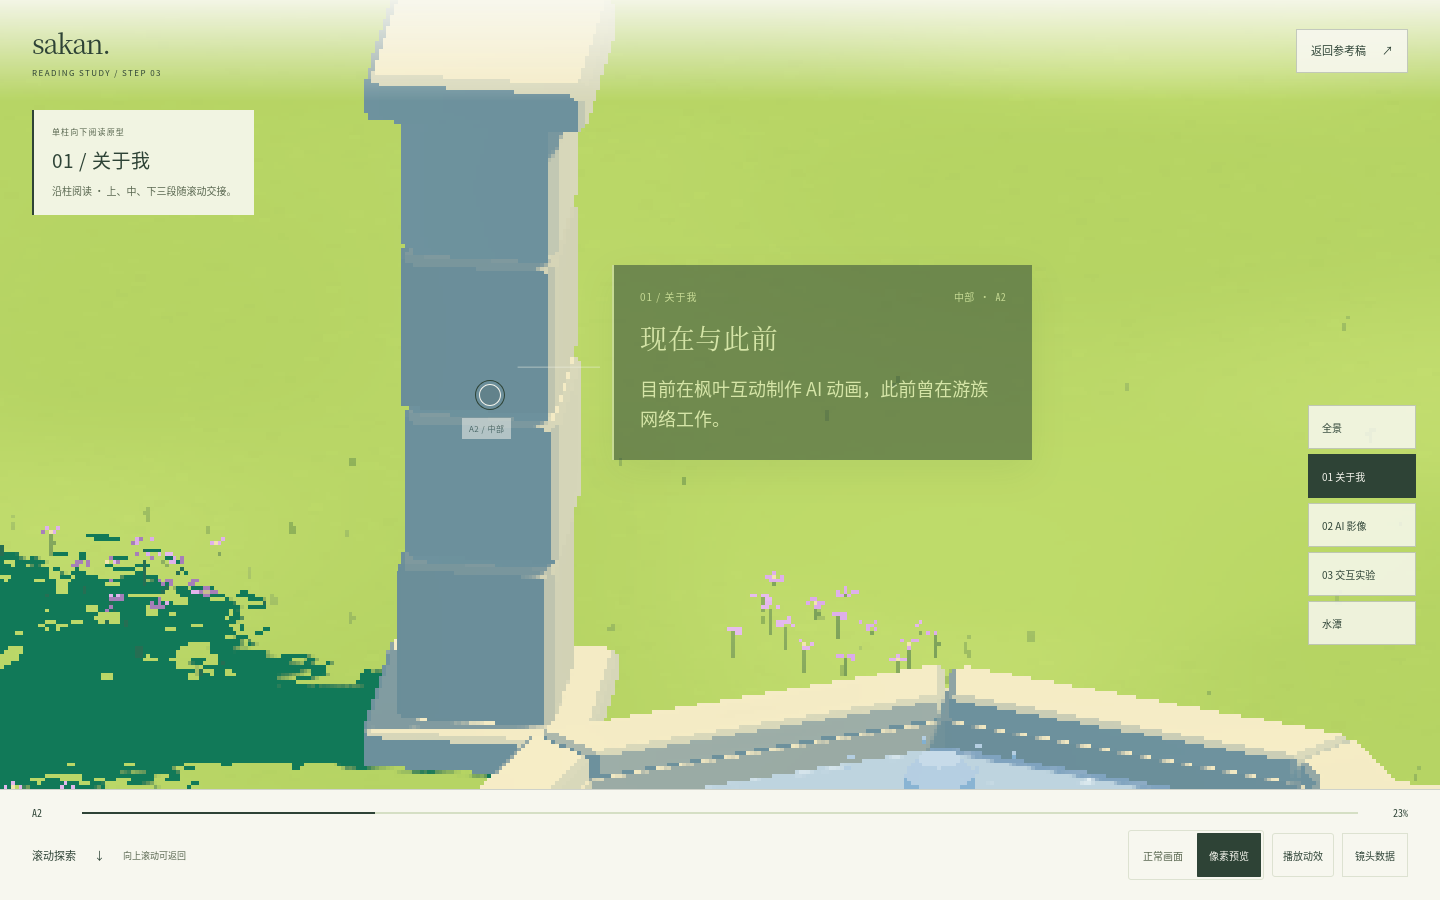 sakan.
READING STUDY / STEP 03
返回参考稿 ↗
单柱向下阅读原型
01 / 关于我
沿柱阅读 · 上、中、下三段随滚动交接。
01 / 关于我
中部 · A2
现在与此前
目前在枫叶互动制作 AI 动画，此前曾在游族
网络工作。
A2 / 中部
全景
01 关于我
02 AI 影像
03 交互实验
水潭
A2
23%
滚动探索 ↓ 向上滚动可返回
正常画面
像素预览
播放动效
镜头数据